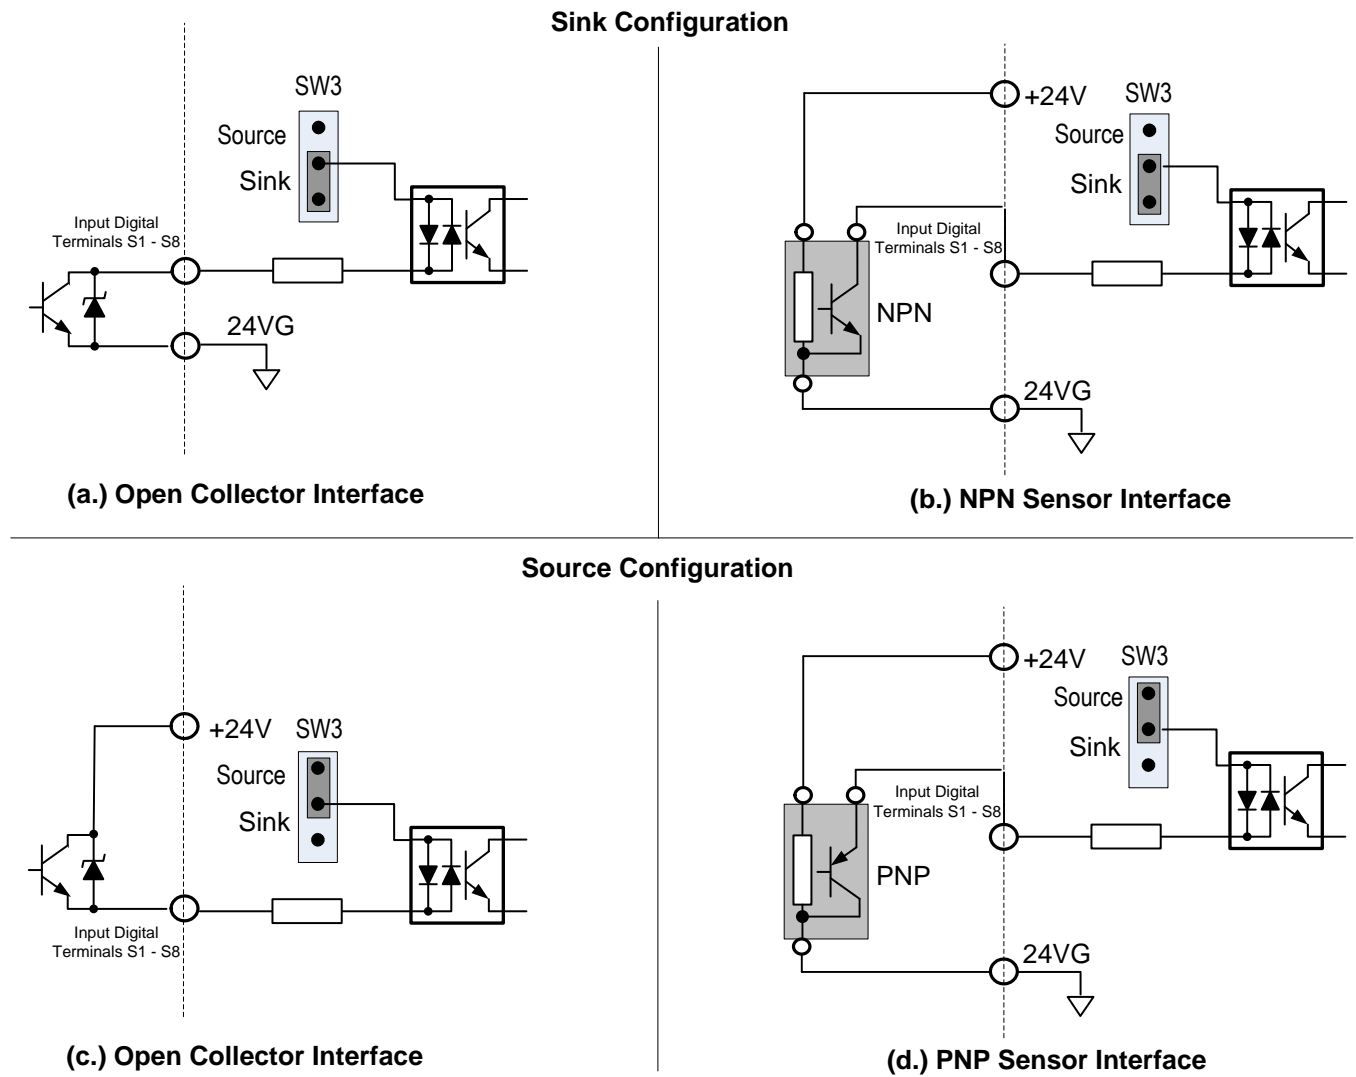 Sink Configuration
SW3
Source
Sink
Input Digital
Terminals S1 - S8
24VG
(a.) Open Collector Interface
+24V
SW3
Source
Sink
Input Digital
Terminals S1 - S8
NPN
24VG
(b.) NPN Sensor Interface
Source Configuration
+24V
SW3
Source
Sink
Input Digital
Terminals S1 - S8
(c.) Open Collector Interface
+24V
SW3
Source
Sink
Input Digital
Terminals S1 - S8
PNP
24VG
(d.) PNP Sensor Interface